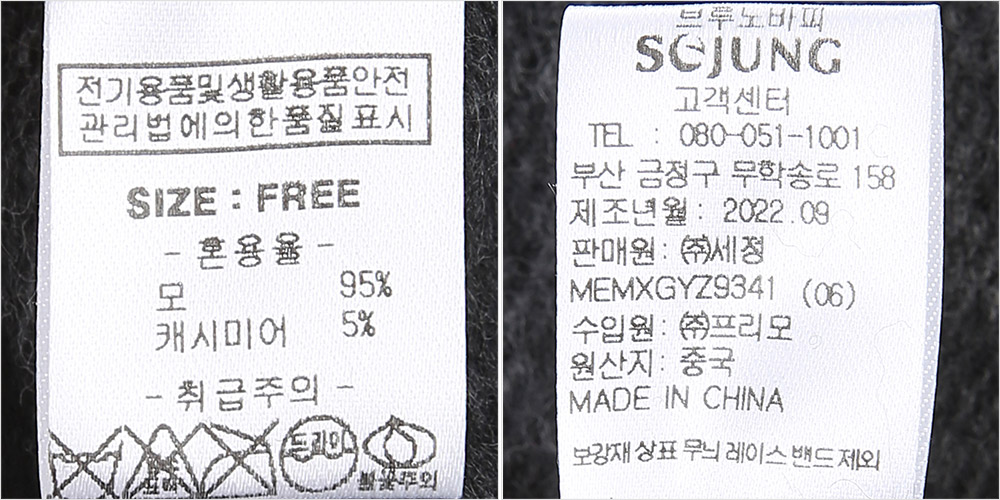 전기용품및생활용품안전
관리법에의한품질표시
SIZE : FREE
- 혼용율 -
모 95%
캐시미어 5%
- 취급주의 -
드라이
브루노바피
SEJUNG
고객센터
TEL : 080-051-1001
부산 금정구 무학송로 158
제조년월 : 2022.09
판매원 : ㈜세정
MEMXGYZ9341 (06)
수입원 : ㈜프리모
원산지 : 중국
MADE IN CHINA
보강재 상표 무늬 레이스 밴드 제외